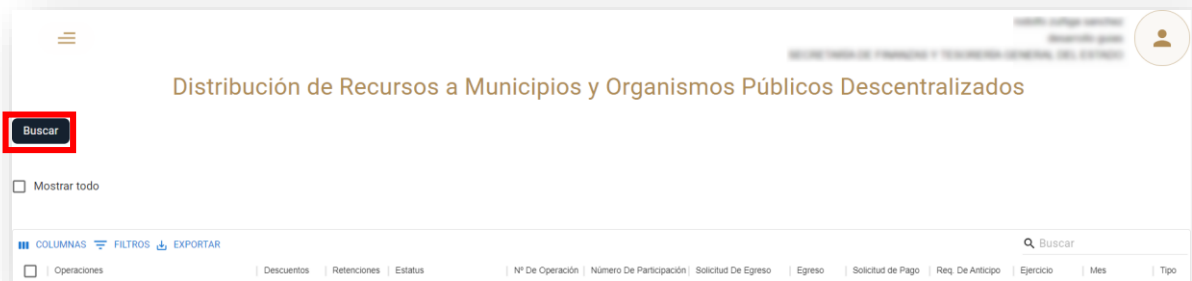 Distribución de Recursos a Municipios y Organismos Públicos Descentralizados
Buscar
Mostrar todo
COLUMNAS FILTROS EXPORTAR Buscar
Operaciones Descuentos Retenciones Estatus Nº De Operación Número De Participación Solicitud De Egreso Egreso Solicitud de Pago Req. De Anticipo Ejercicio Mes Tipo